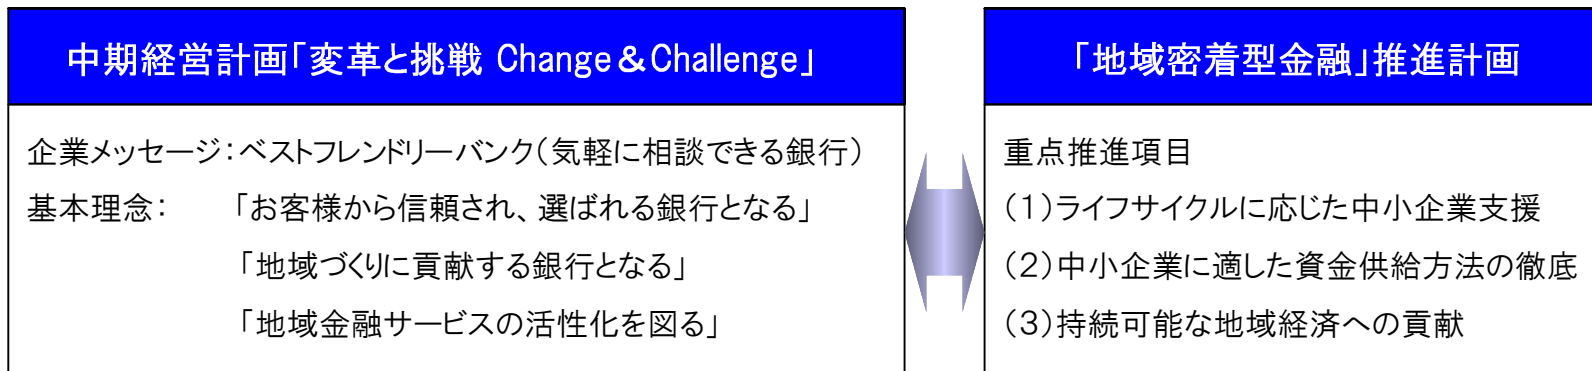 中期経営計画「変革と挑戦 Change＆Challenge」
企業メッセージ：ベストフレンドリーバンク（気軽に相談できる銀行）
基本理念：　「お客様から信頼され、選ばれる銀行となる」
「地域づくりに貢献する銀行となる」
「地域金融サービスの活性化を図る」
「地域密着型金融」推進計画
重点推進項目
（１）ライフサイクルに応じた中小企業支援
（２）中小企業に適した資金供給方法の徹底
（３）持続可能な地域経済への貢献